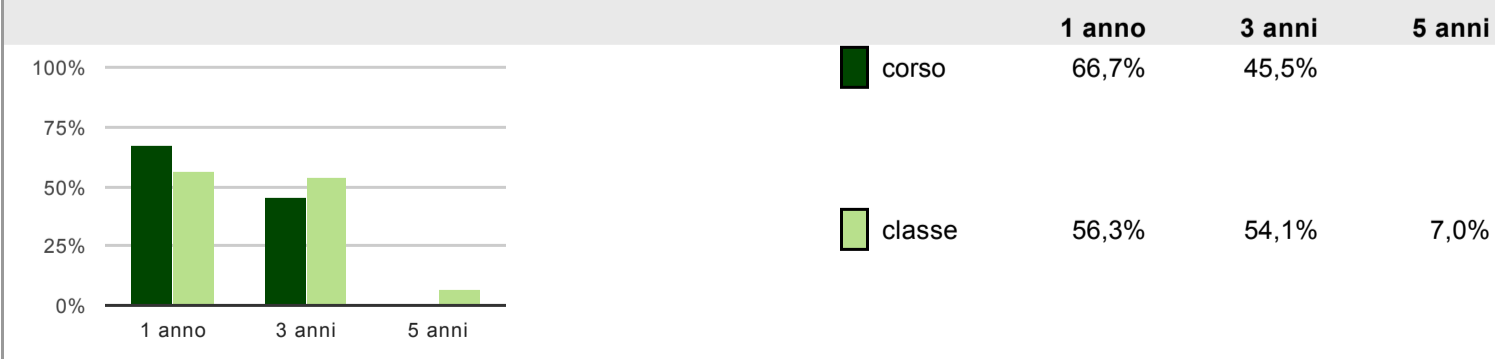 1 anno 3 anni 5 anni
100%
75%
50%
25%
0%
1 anno 3 anni 5 anni
corso 66,7% 45,5%
classe 56,3% 54,1% 7,0%